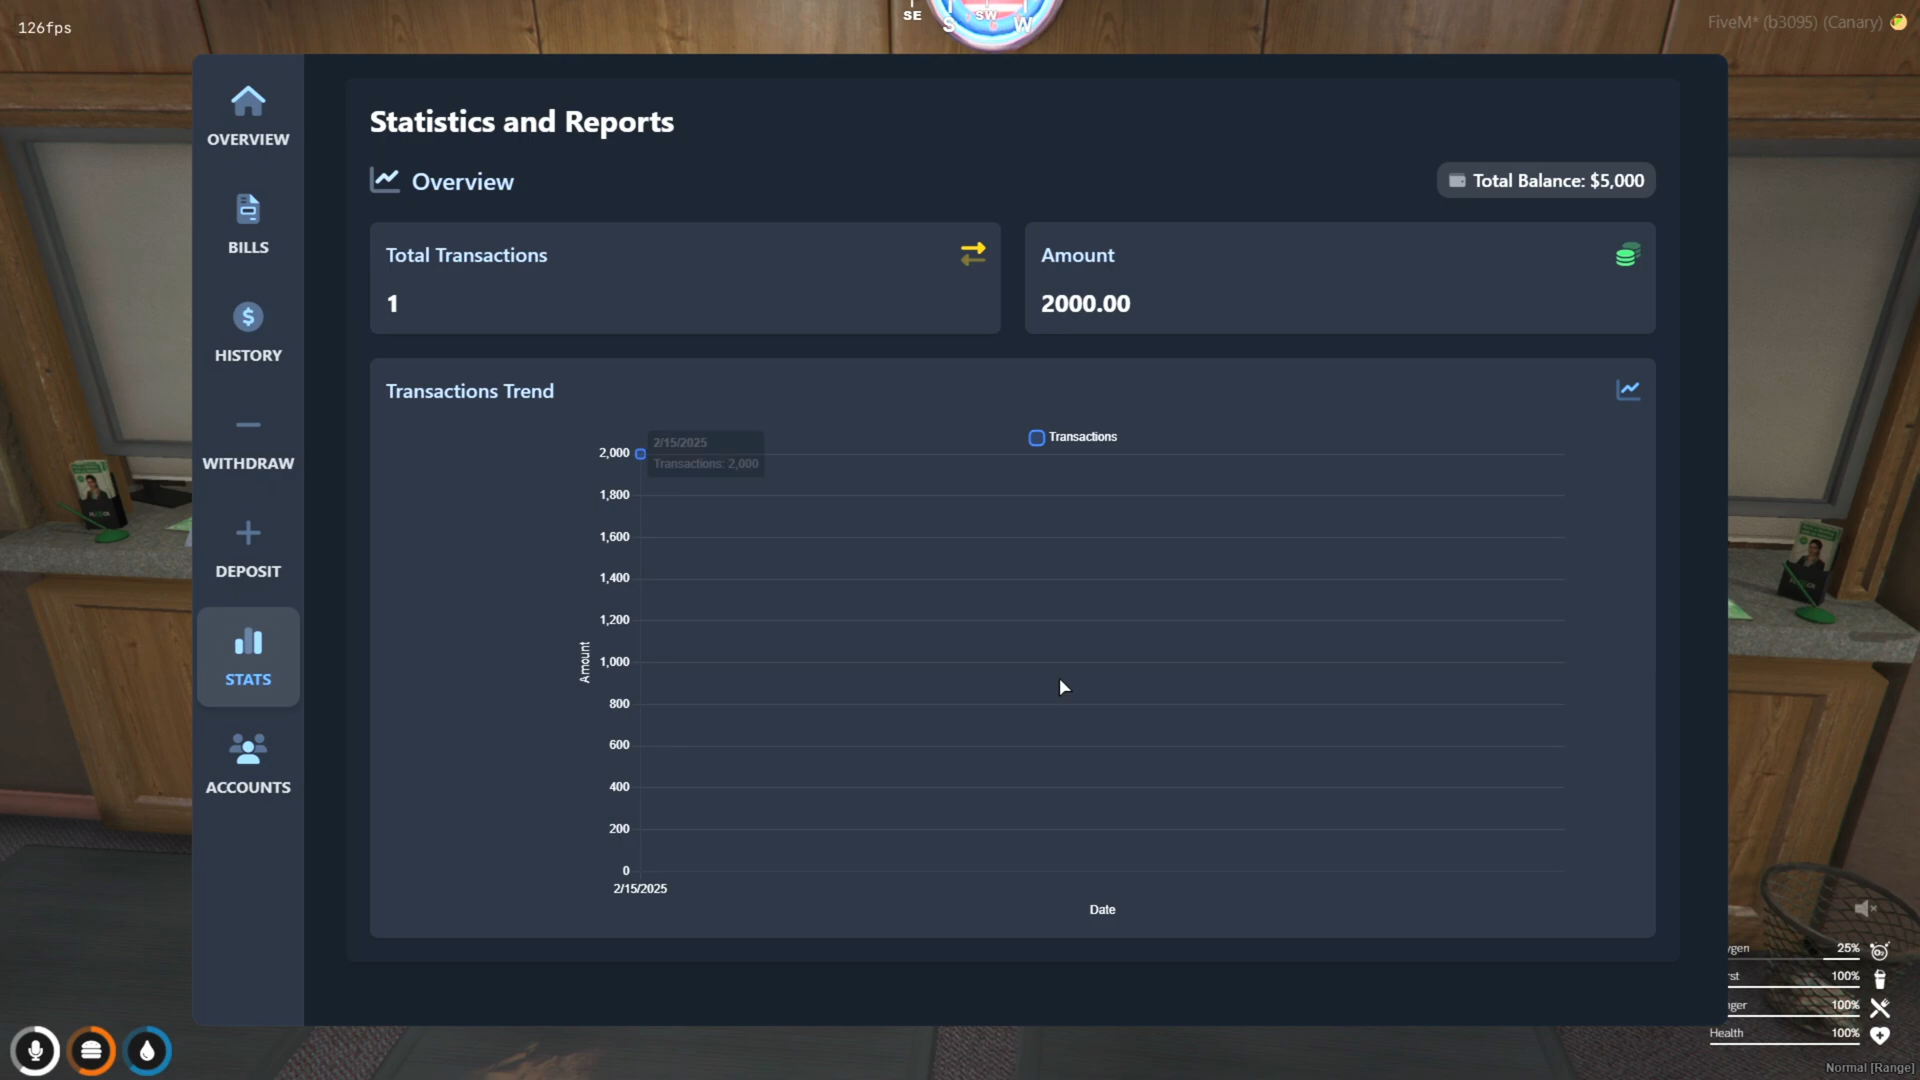 126fps
SE
S
SW
W
FiveM* (b3095) (Canary)
OVERVIEW
BILLS
HISTORY
WITHDRAW
DEPOSIT
STATS
ACCOUNTS
Statistics and Reports
Overview
Total Balance: $5,000
Total Transactions
1
Amount
2000.00
Transactions Trend
Transactions
2/15/2025
Transactions: 2,000
2,000
1,800
1,600
1,400
1,200
1,000
800
600
400
200
0
Amount
2/15/2025
Date
ygen 25%
rst 100%
nger 100%
Health 100%
Normal [Range]